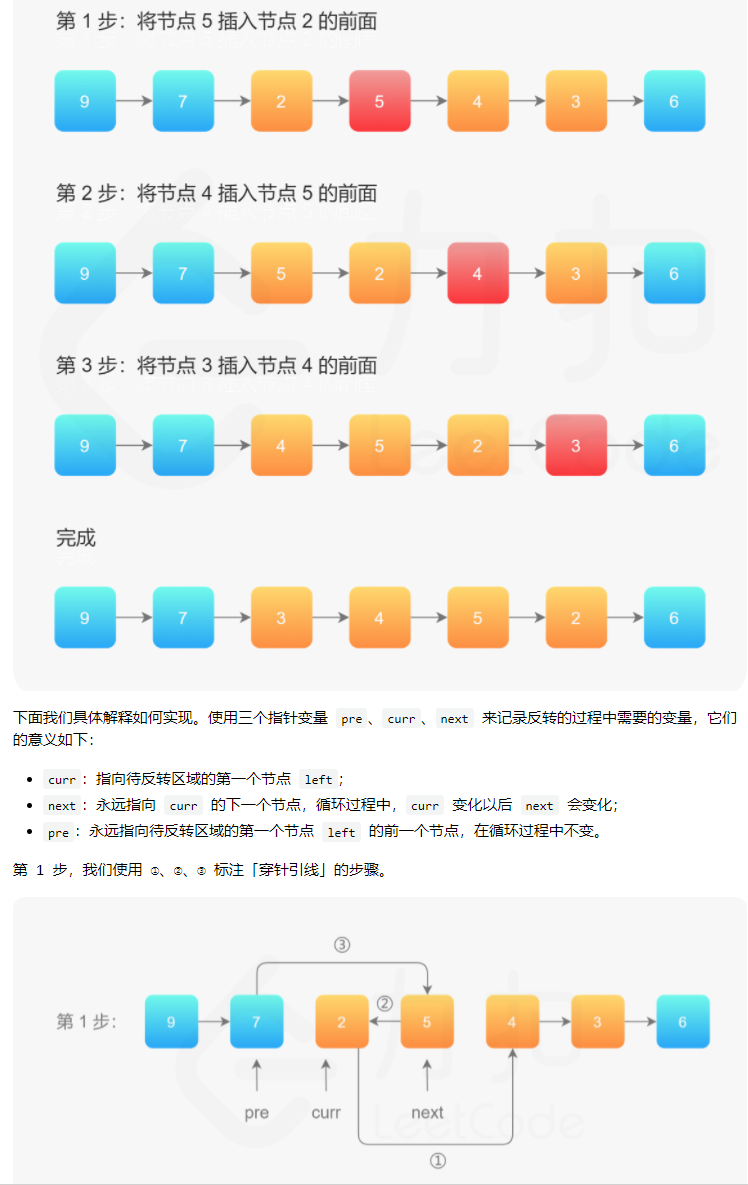 第 1 步：将节点 5 插入节点 2 的前面
9 7 2 5 4 3 6
第 2 步：将节点 4 插入节点 5 的前面
9 7 5 2 4 3 6
第 3 步：将节点 3 插入节点 4 的前面
9 7 4 5 2 3 6
完成
9 7 3 4 5 2 6
力扣
LeetCode
下面我们具体解释如何实现。使用三个指针变量 pre、curr、next 来记录反转的过程中需要的变量，它们
的意义如下：
• curr：指向待反转区域的第一个节点 left；
• next：永远指向 curr 的下一个节点，循环过程中，curr 变化以后 next 会变化；
• pre：永远指向待反转区域的第一个节点 left 的前一个节点，在循环过程中不变。
第 1 步，我们使用 ①、②、③ 标注「穿针引线」的步骤。
③
②
第 1 步： 9 7 2 5 4 3 6
pre curr next
①
力扣
LeetCode